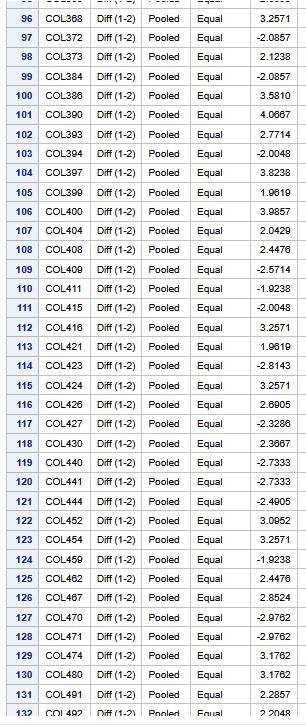 96 COL368 Diff (1-2) Pooled Equal 3.2571
97 COL372 Diff (1-2) Pooled Equal -2.0857
98 COL373 Diff (1-2) Pooled Equal 2.1238
99 COL384 Diff (1-2) Pooled Equal -2.0857
100 COL386 Diff (1-2) Pooled Equal 3.5810
101 COL390 Diff (1-2) Pooled Equal 4.0667
102 COL393 Diff (1-2) Pooled Equal 2.7714
103 COL394 Diff (1-2) Pooled Equal -2.0048
104 COL397 Diff (1-2) Pooled Equal 3.8238
105 COL399 Diff (1-2) Pooled Equal 1.9619
106 COL400 Diff (1-2) Pooled Equal 3.9857
107 COL404 Diff (1-2) Pooled Equal 2.0429
108 COL408 Diff (1-2) Pooled Equal 2.4476
109 COL409 Diff (1-2) Pooled Equal -2.5714
110 COL411 Diff (1-2) Pooled Equal -1.9238
111 COL415 Diff (1-2) Pooled Equal -2.0048
112 COL416 Diff (1-2) Pooled Equal 3.2571
113 COL421 Diff (1-2) Pooled Equal 1.9619
114 COL423 Diff (1-2) Pooled Equal -2.8143
115 COL424 Diff (1-2) Pooled Equal 3.2571
116 COL426 Diff (1-2) Pooled Equal 2.6905
117 COL427 Diff (1-2) Pooled Equal -2.3286
118 COL430 Diff (1-2) Pooled Equal 2.3667
119 COL440 Diff (1-2) Pooled Equal -2.7333
120 COL441 Diff (1-2) Pooled Equal -2.7333
121 COL444 Diff (1-2) Pooled Equal -2.4905
122 COL452 Diff (1-2) Pooled Equal 3.0952
123 COL454 Diff (1-2) Pooled Equal 3.2571
124 COL459 Diff (1-2) Pooled Equal -1.9238
125 COL462 Diff (1-2) Pooled Equal 2.4476
126 COL467 Diff (1-2) Pooled Equal 2.8524
127 COL470 Diff (1-2) Pooled Equal -2.9762
128 COL471 Diff (1-2) Pooled Equal -2.9762
129 COL474 Diff (1-2) Pooled Equal 3.1762
130 COL480 Diff (1-2) Pooled Equal 3.1762
131 COL491 Diff (1-2) Pooled Equal 2.2857
132 COL492 Diff (1-2) Pooled Equal 2.2048